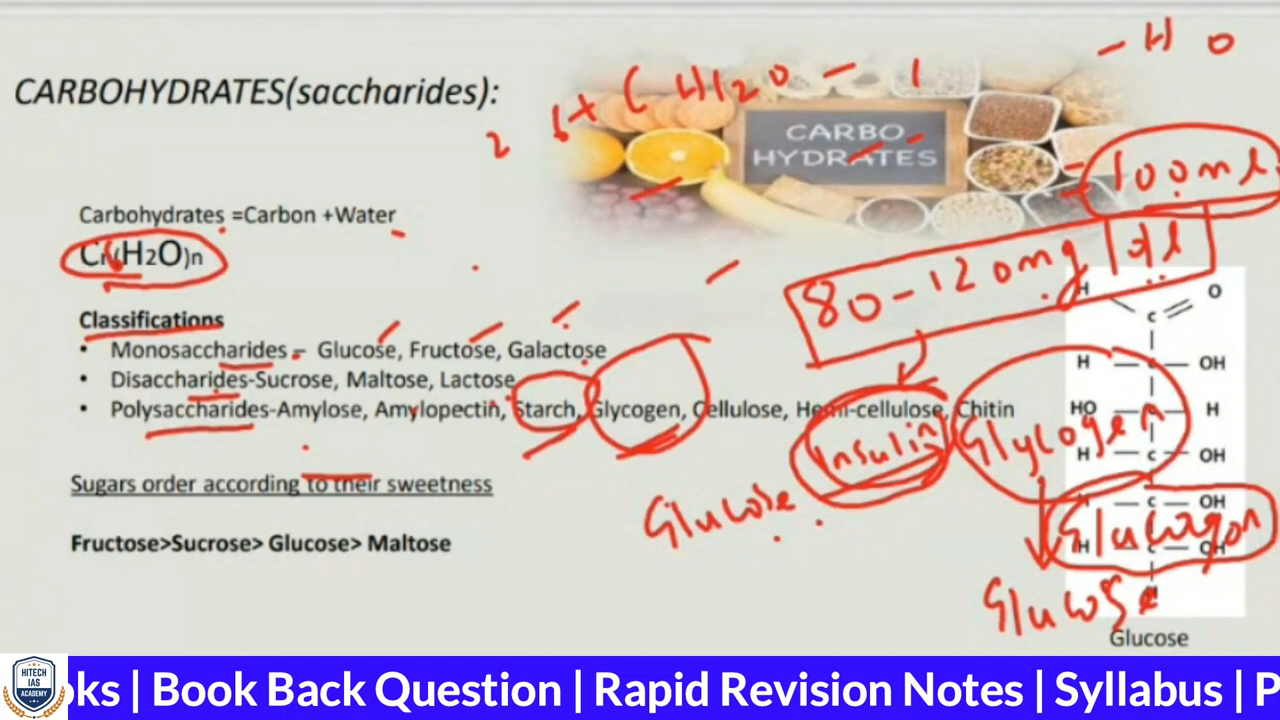 CARBOHYDRATES(saccharides):
CARBO
HYDRATES
Carbohydrates =Carbon +Water
H2O)n
Classifications
• Monosaccharides – Glucose, Fructose, Galactose
• Disaccharides-Sucrose, Maltose, Lactose
• Polysaccharides-Amylose, Amylopectin, Starch, Glycogen, Cellulose, Hemi-cellulose, Chitin
Sugars order according to their sweetness
Fructose>Sucrose> Glucose> Maltose
- H O
100ml
80-120mg/dl
Insulin
Glucose
Glycogen
Glucagon
Glucose
H O
C
H C OH
HO C H
H C OH
H C OH
H C OH
H
Glucose
HITECH
IAS
ACADEMY
oks | Book Back Question | Rapid Revision Notes | Syllabus | P